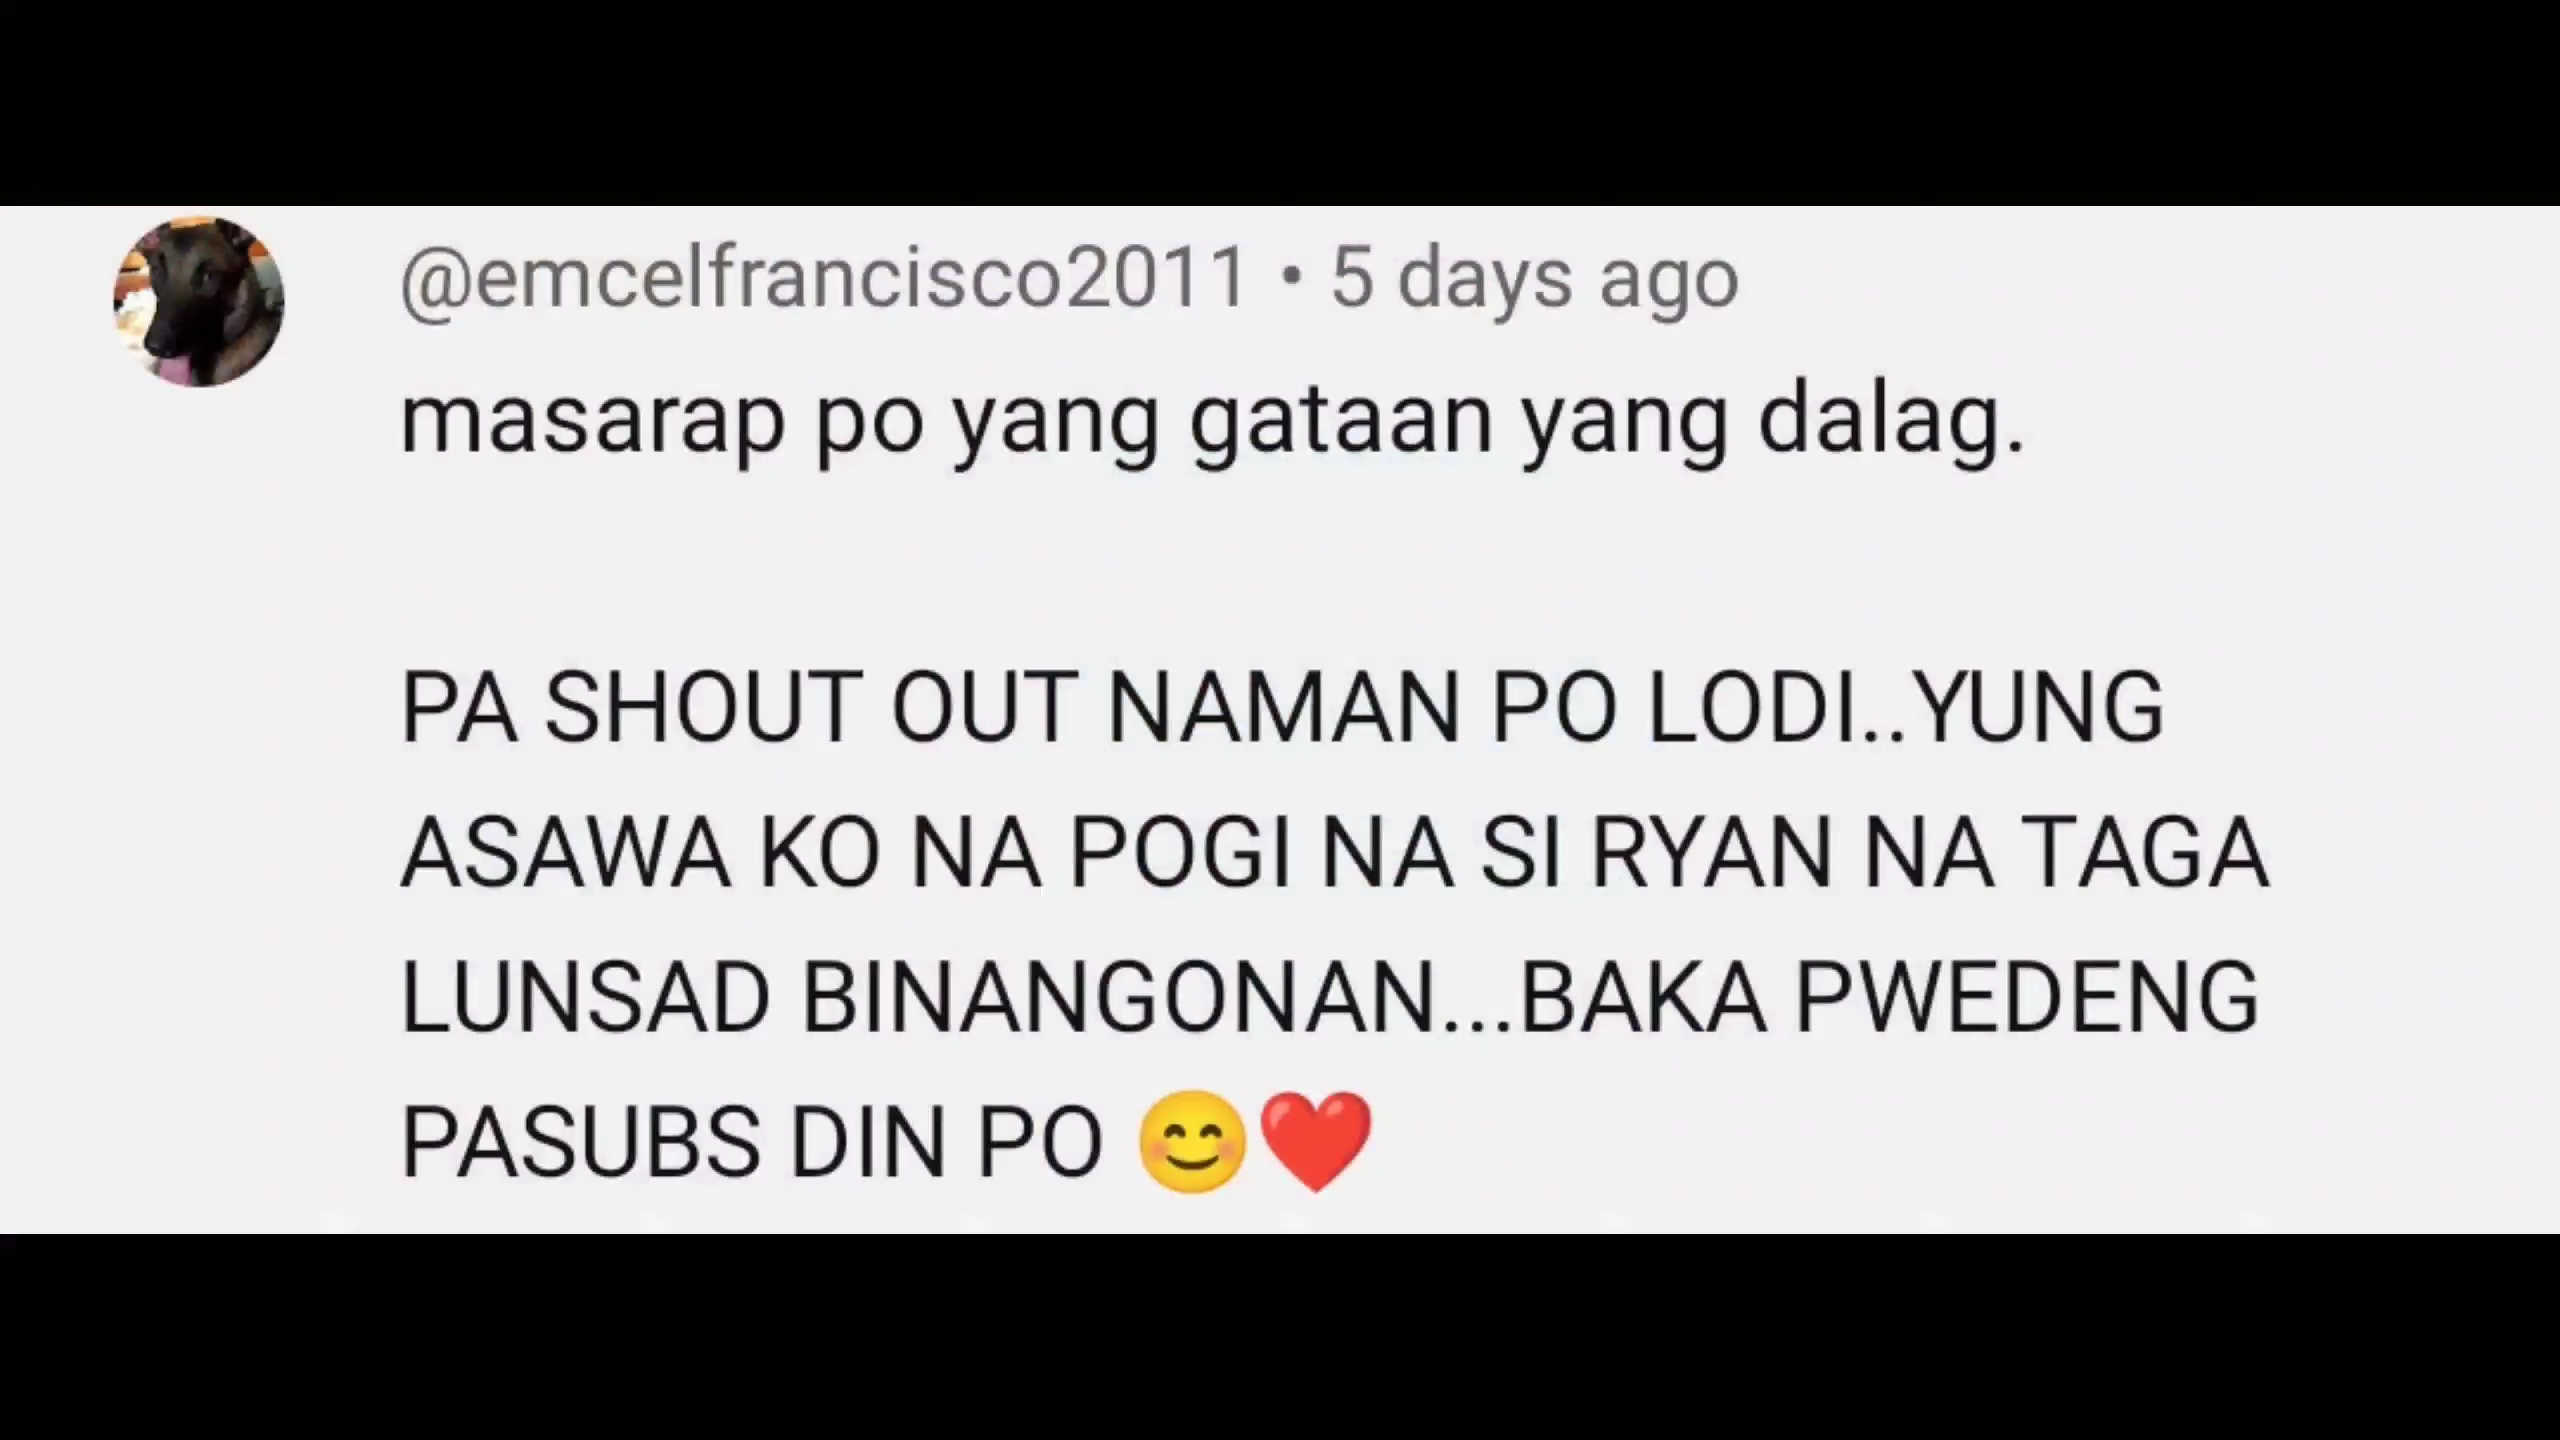 @emcelfrancisco2011 • 5 days ago
masarap po yang gataan yang dalag.
PA SHOUT OUT NAMAN PO LODI..YUNG
ASAWA KO NA POGI NA SI RYAN NA TAGA
LUNSAD BINANGONAN...BAKA PWEDENG
PASUBS DIN PO 😊❤️